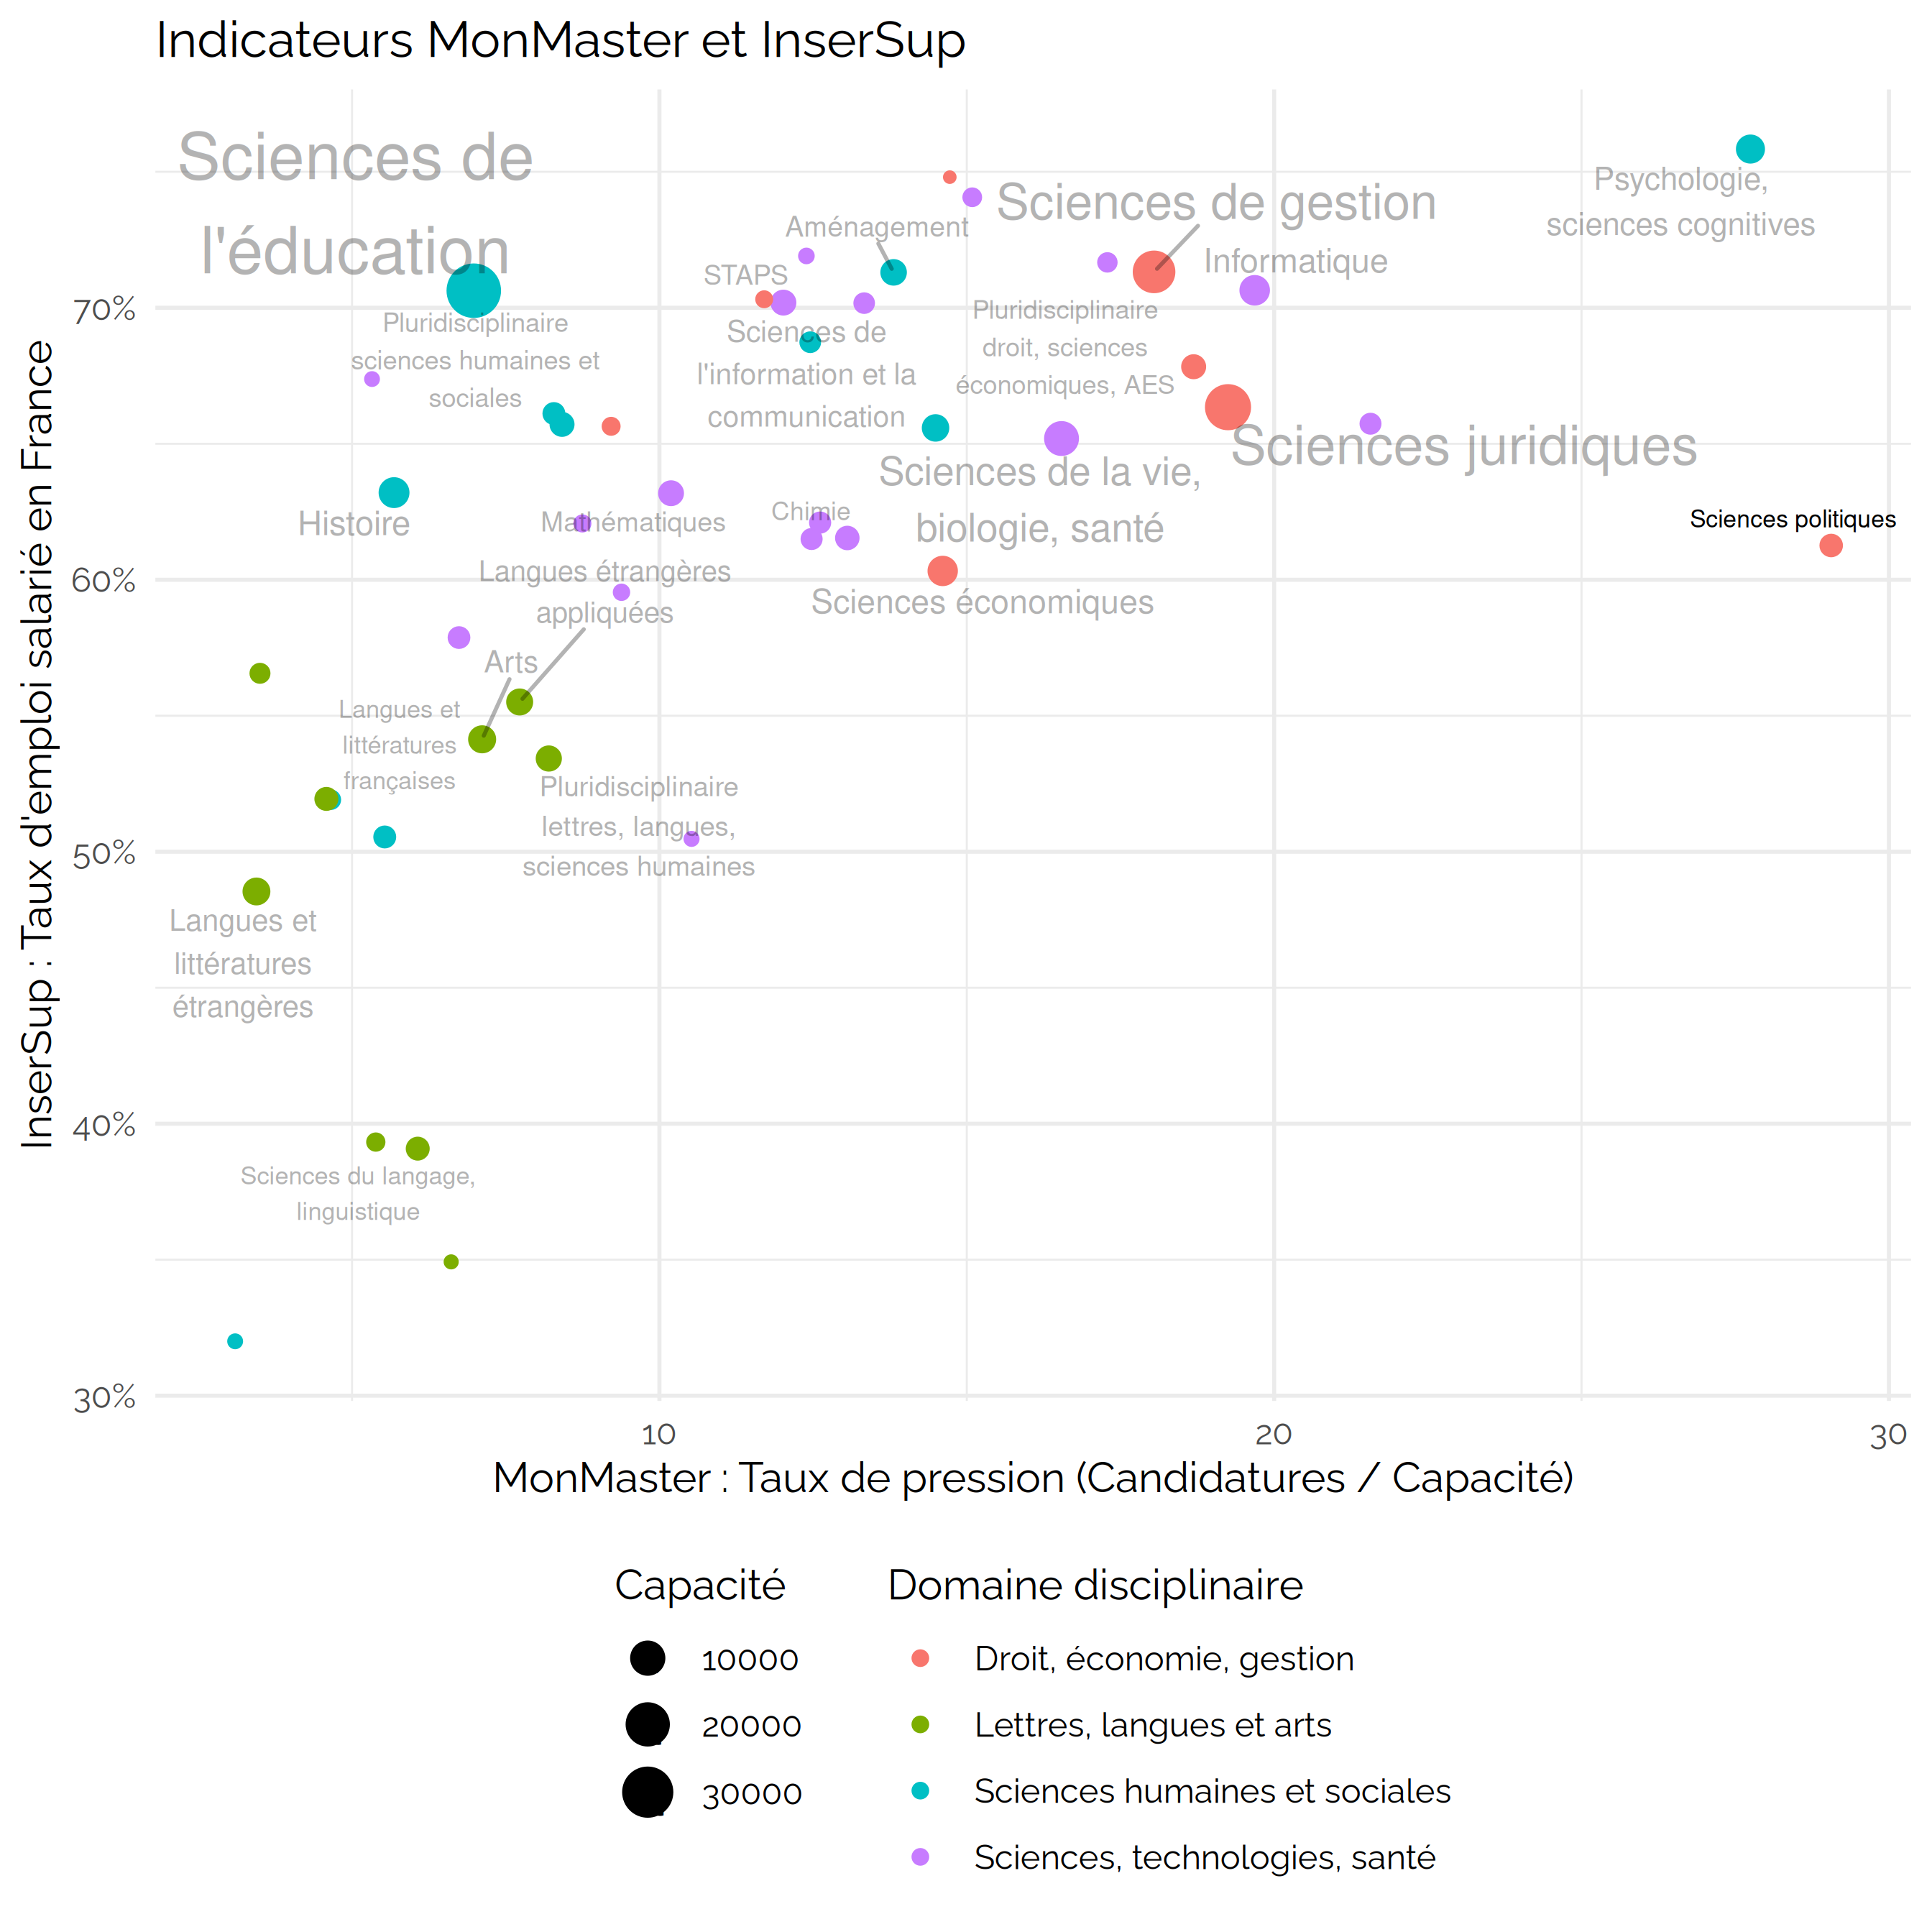 Indicateurs MonMaster et InserSup
Sciences de
l'éducation
Psychologie,
sciences cognitives
Sciences de gestion
Aménagement
Informatique
STAPS
Pluridisciplinaire
sciences humaines et
sociales
Sciences de
l'information et la
communication
Pluridisciplinaire
droit, sciences
économiques, AES
Sciences juridiques
Sciences de la vie,
biologie, santé
Histoire
Mathématiques
Chimie
Sciences politiques
Langues étrangères
appliquées
Sciences économiques
Arts
Langues et
littératures
françaises
Pluridisciplinaire
lettres, langues,
sciences humaines
Langues et
littératures
étrangères
Sciences du langage,
linguistique
InserSup : Taux d'emploi salarié en France
70%
60%
50%
40%
30%
10
20
30
MonMaster : Taux de pression (Candidatures / Capacité)
Capacité
10000
20000
30000
Domaine disciplinaire
Droit, économie, gestion
Lettres, langues et arts
Sciences humaines et sociales
Sciences, technologies, santé